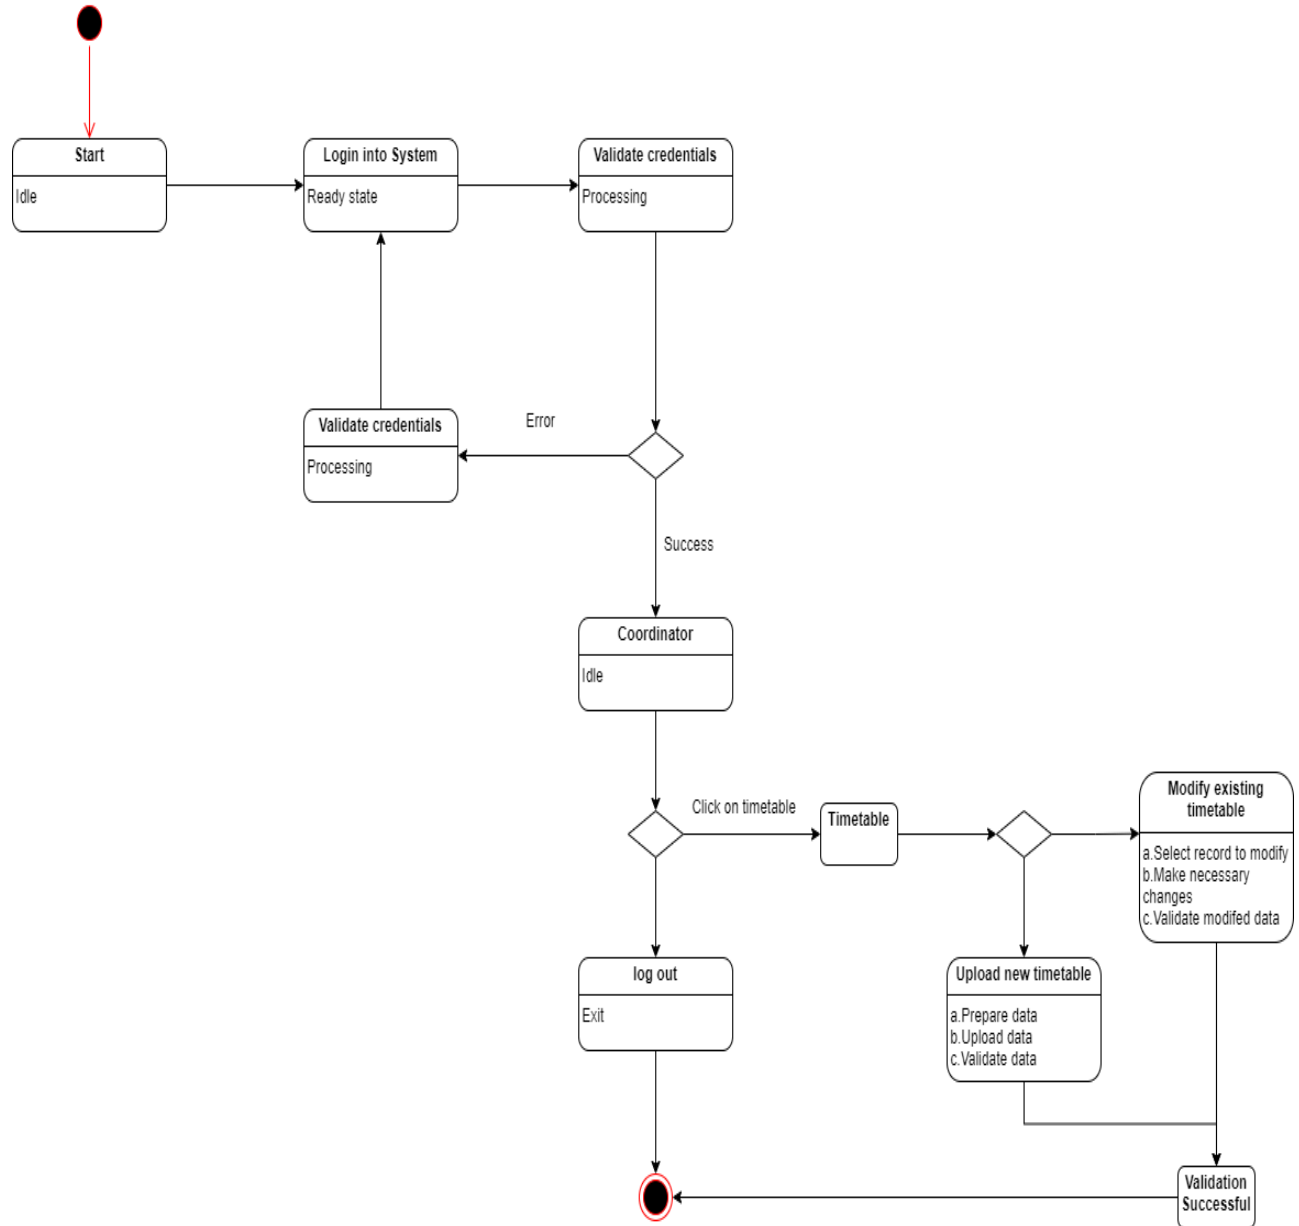 Start
Idle
Login into System
Ready state
Validate credentials
Processing
Validate credentials
Processing
Error
Success
Coordinator
Idle
Click on timetable
Timetable
Modify existing
timetable
a.Select record to modify
b.Make necessary
changes
c.Validate modifed data
log out
Exit
Upload new timetable
a.Prepare data
b.Upload data
c.Validate data
Validation
Successful